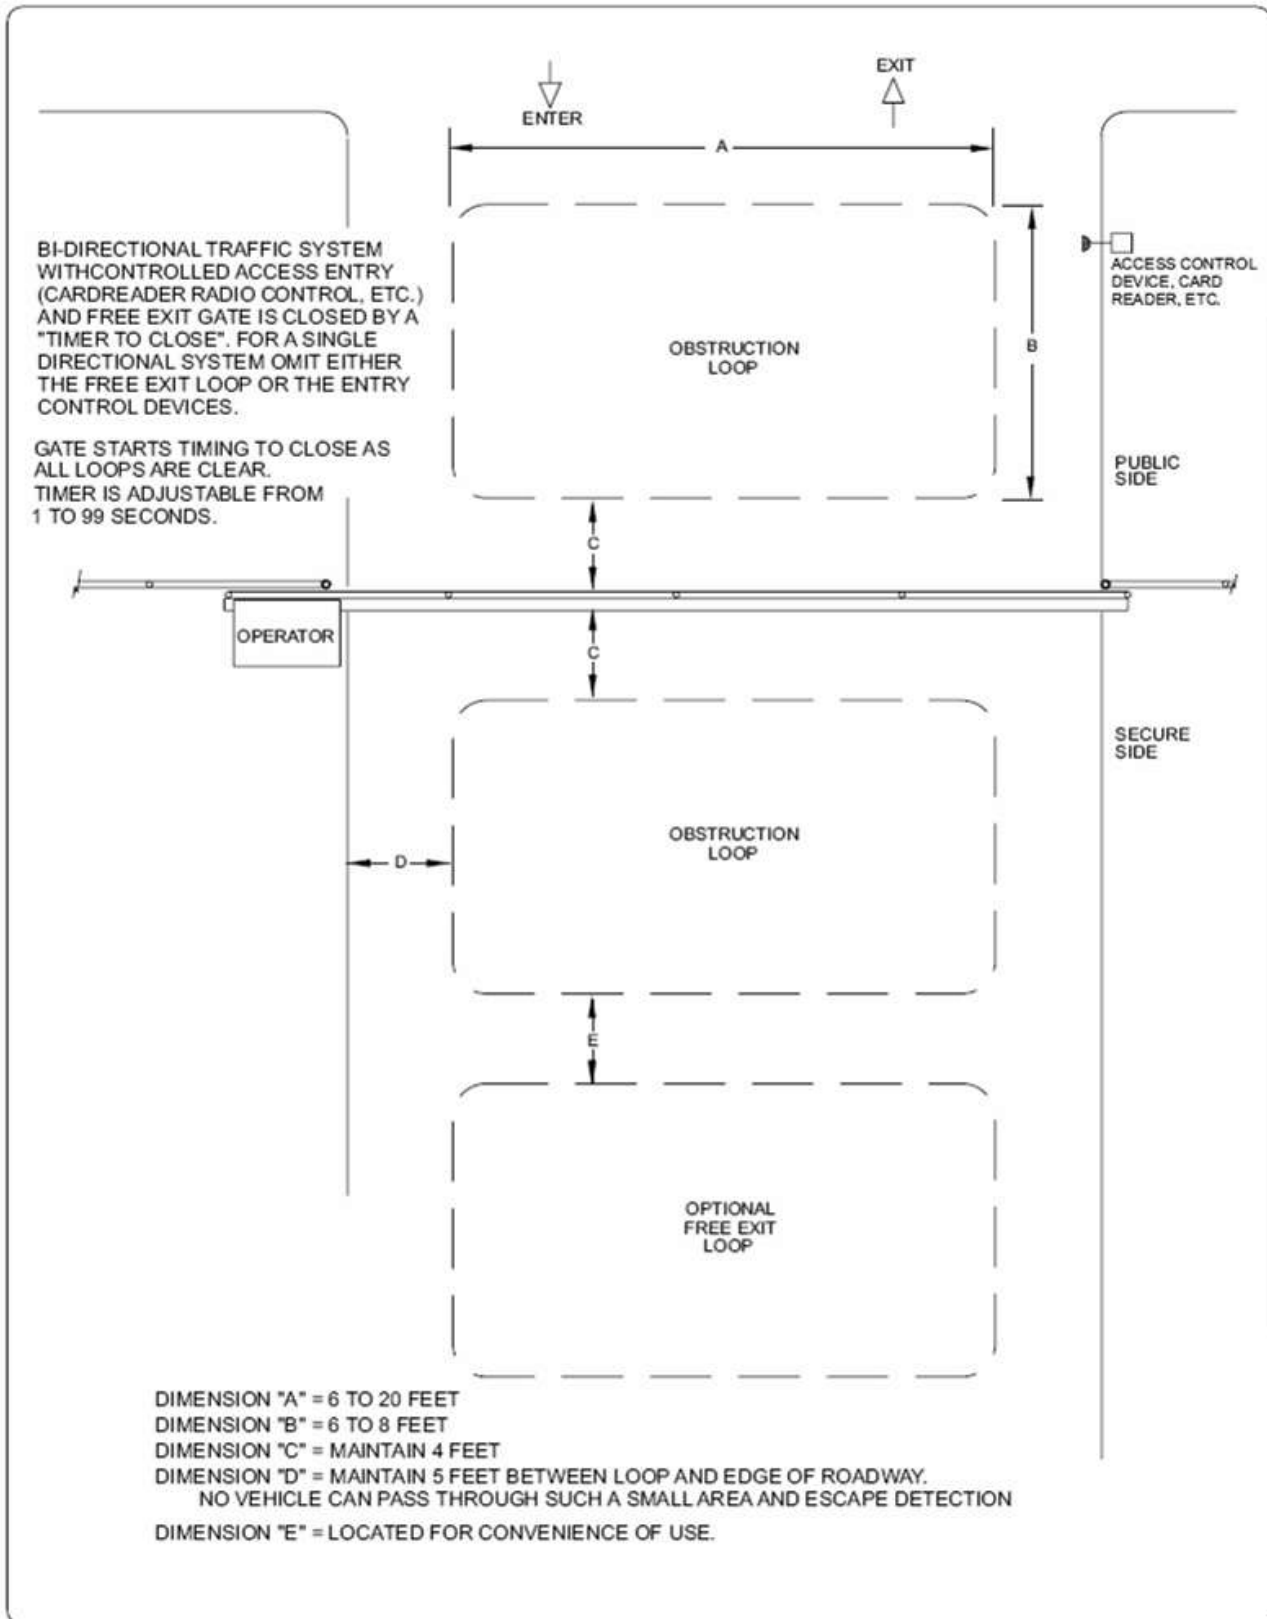 EXIT
ENTER
A
BI-DIRECTIONAL TRAFFIC SYSTEM
WITHCONTROLLED ACCESS ENTRY
(CARDREADER RADIO CONTROL, ETC.)
AND FREE EXIT GATE IS CLOSED BY A
"TIMER TO CLOSE". FOR A SINGLE
DIRECTIONAL SYSTEM OMIT EITHER
THE FREE EXIT LOOP OR THE ENTRY
CONTROL DEVICES.
GATE STARTS TIMING TO CLOSE AS
ALL LOOPS ARE CLEAR.
TIMER IS ADJUSTABLE FROM
1 TO 99 SECONDS.
OBSTRUCTION
LOOP
B
ACCESS CONTROL
DEVICE, CARD
READER, ETC.
PUBLIC
SIDE
C
OPERATOR
C
SECURE
SIDE
OBSTRUCTION
LOOP
D
E
OPTIONAL
FREE EXIT
LOOP
DIMENSION "A" = 6 TO 20 FEET
DIMENSION "B" = 6 TO 8 FEET
DIMENSION "C" = MAINTAIN 4 FEET
DIMENSION "D" = MAINTAIN 5 FEET BETWEEN LOOP AND EDGE OF ROADWAY.
NO VEHICLE CAN PASS THROUGH SUCH A SMALL AREA AND ESCAPE DETECTION
DIMENSION "E" = LOCATED FOR CONVENIENCE OF USE.